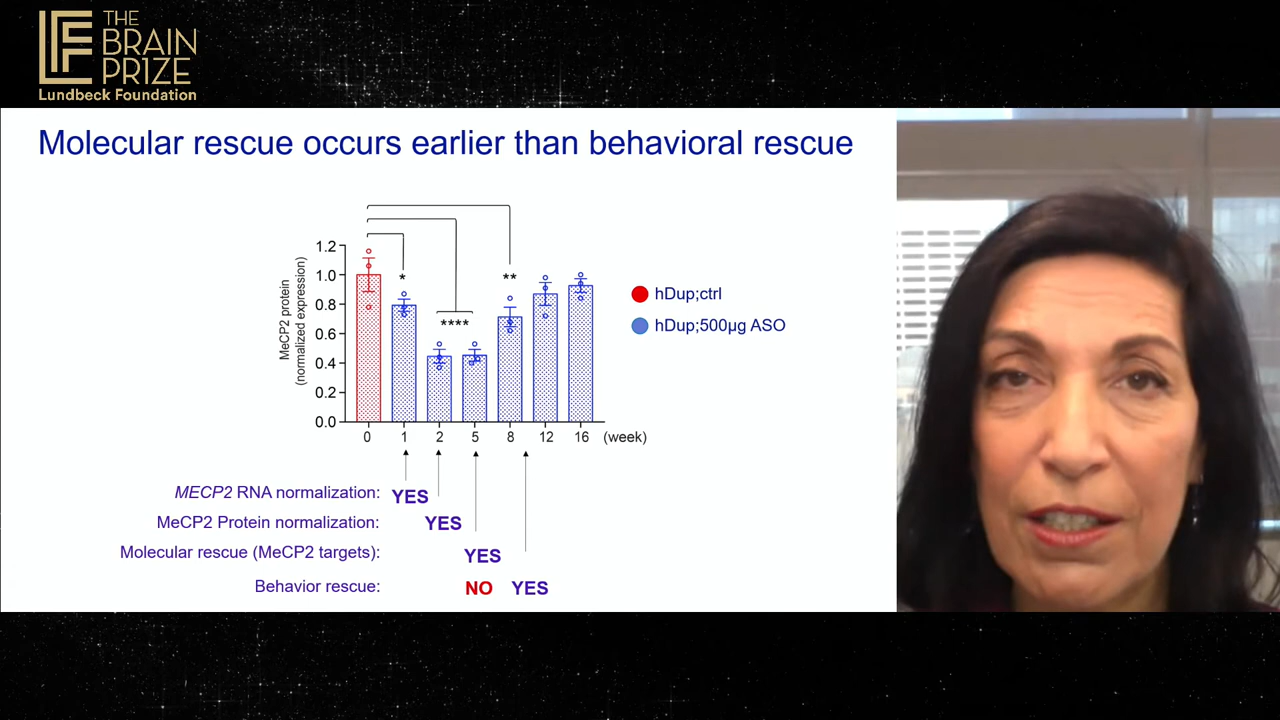 THE
BRAIN
PRIZE
Lundbeck Foundation
Molecular rescue occurs earlier than behavioral rescue
MeCP2 protein
(normalized expression)
1.2
1.0
0.8
0.6
0.4
0.2
0.0
*
****
**
0 1 2 5 8 12 16 (week)
hDup;ctrl
hDup;500µg ASO
MECP2 RNA normalization: YES
MeCP2 Protein normalization: YES
Molecular rescue (MeCP2 targets): YES
Behavior rescue: NO YES